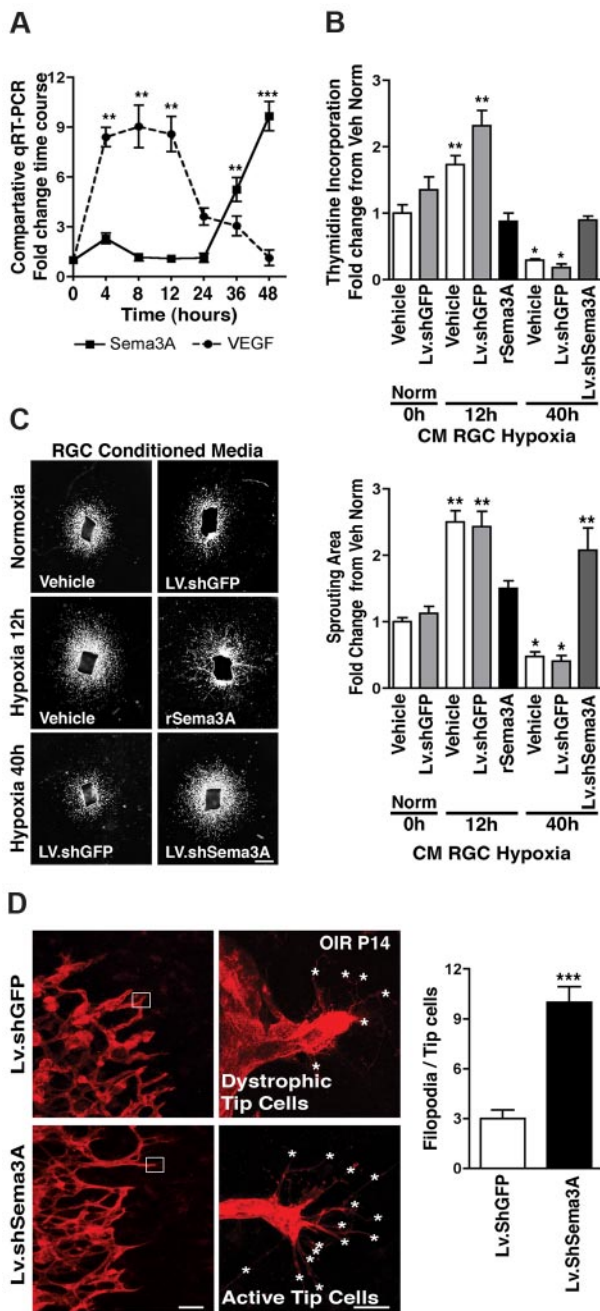 A
Compartative qRT-PCR
Fold change time course
12
9
6
3
0
**
**
**
**
***
0
4
8
12
24
36
48
Time (hours)
Sema3A
VEGF
B
Thymidine Incorporation
Fold change from Veh Norm
3
2
1
0
**
**
*
*
Vehicle
Lv.shGFP
Vehicle
Lv.shGFP
rSema3A
Vehicle
Lv.shGFP
Lv.shSema3A
Norm
0h
12h
40h
CM RGC Hypoxia
Sprouting Area
Fold Change from Veh Norm
3
2
1
0
**
**
*
*
**
Vehicle
Lv.shGFP
Vehicle
Lv.shGFP
rSema3A
Vehicle
Lv.shGFP
Lv.shSema3A
Norm
0h
12h
40h
CM RGC Hypoxia
C
RGC Conditioned Media
Normoxia
Vehicle
LV.shGFP
Hypoxia 12h
Vehicle
rSema3A
Hypoxia 40h
LV.shGFP
LV.shSema3A
D
Lv.shGFP
OIR P14
Dystrophic
Tip Cells
Lv.shSema3A
Active Tip Cells
Filopodia / Tip cells
12
9
6
3
0
***
Lv.ShGFP
Lv.ShSema3A